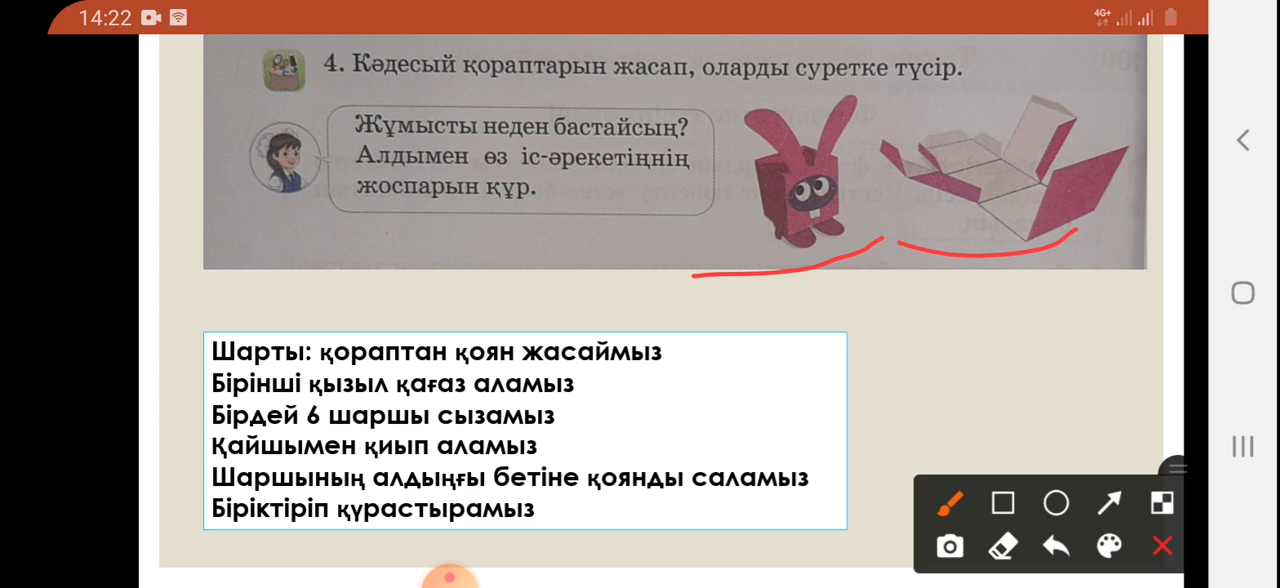 14:22
4G+
4. Кәдесый қораптарын жасап, оларды суретке түсір.
Жұмысты неден бастайсың?
Алдымен өз іс-әрекетіңнің
жоспарын құр.
Шарты: қораптан қоян жасаймыз
Бірінші қызыл қағаз аламыз
Бірдей 6 шаршы сызамыз
Қайшымен қиып аламыз
Шаршының алдыңғы бетіне қоянды саламыз
Біріктіріп құрастырамыз